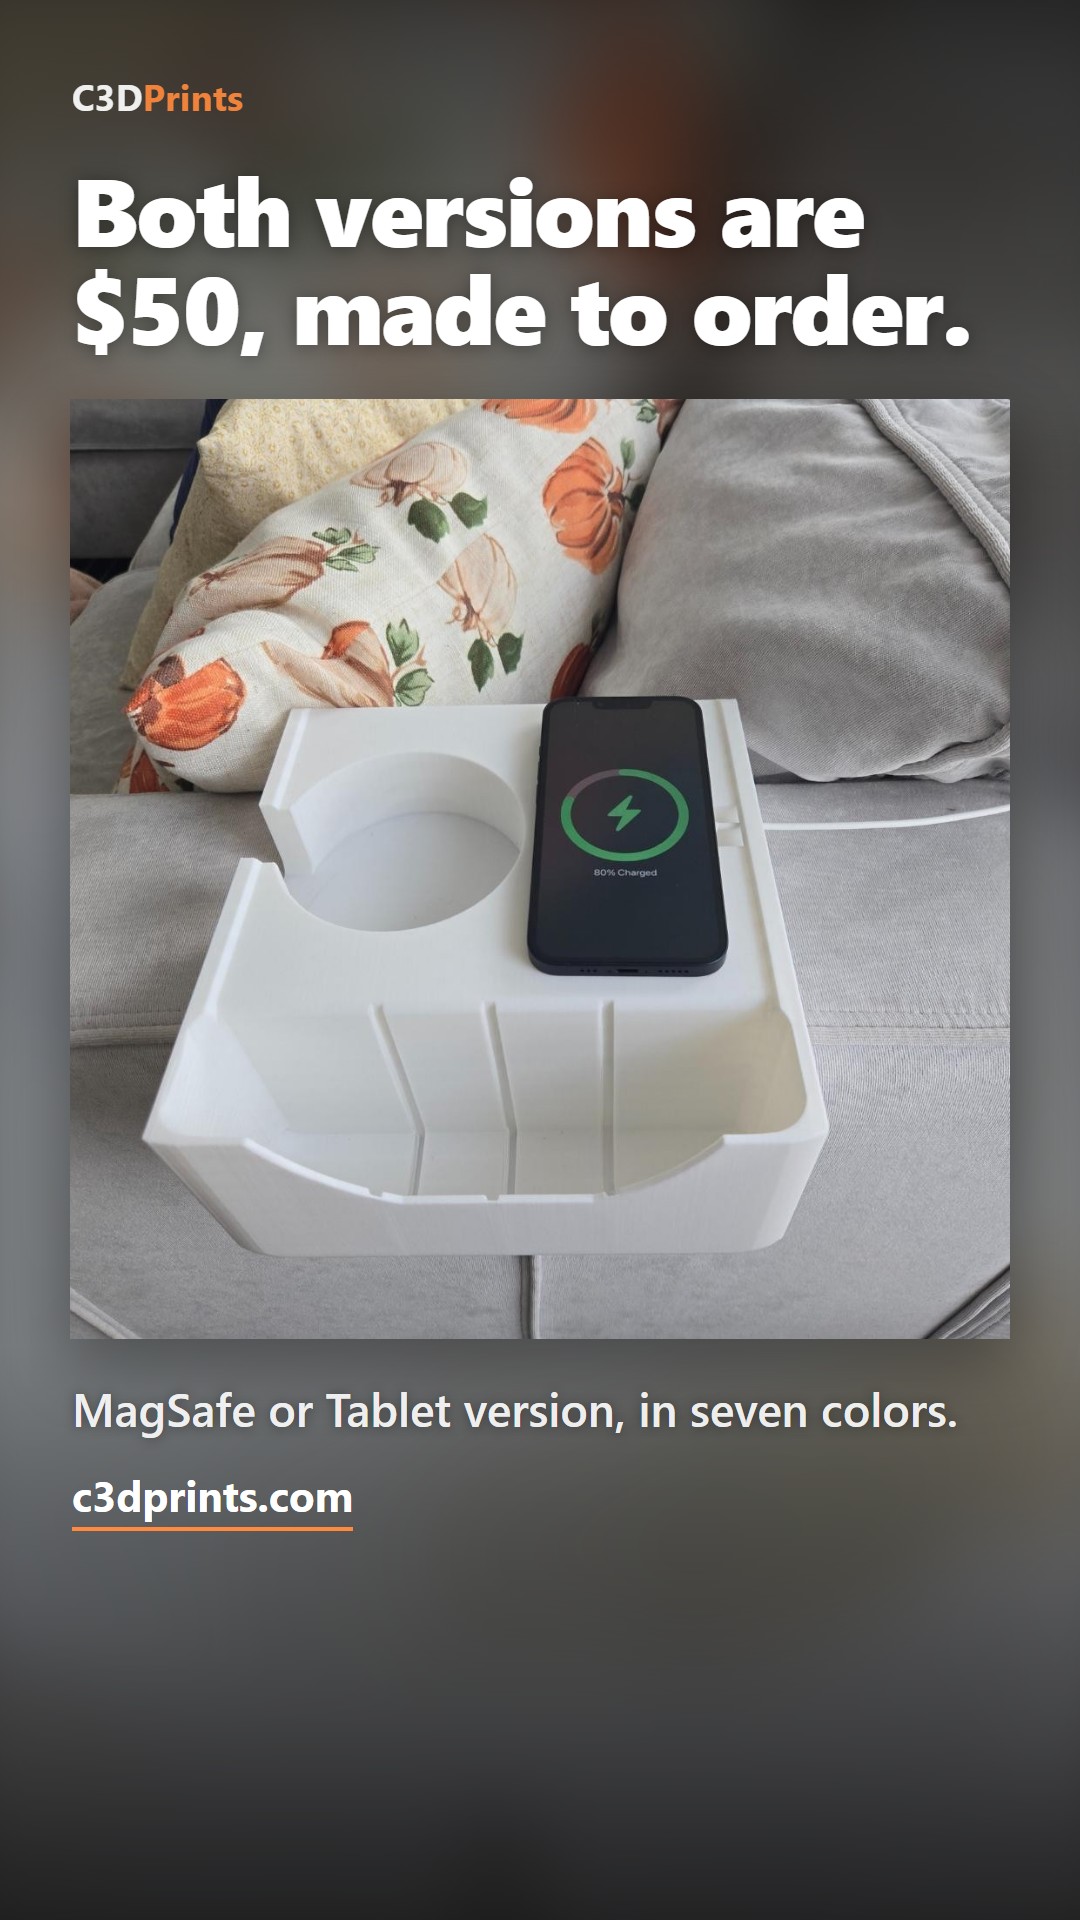 C3DPrints
Both versions are
$50, made to order.
80% Charged
MagSafe or Tablet version, in seven colors.
c3dprints.com